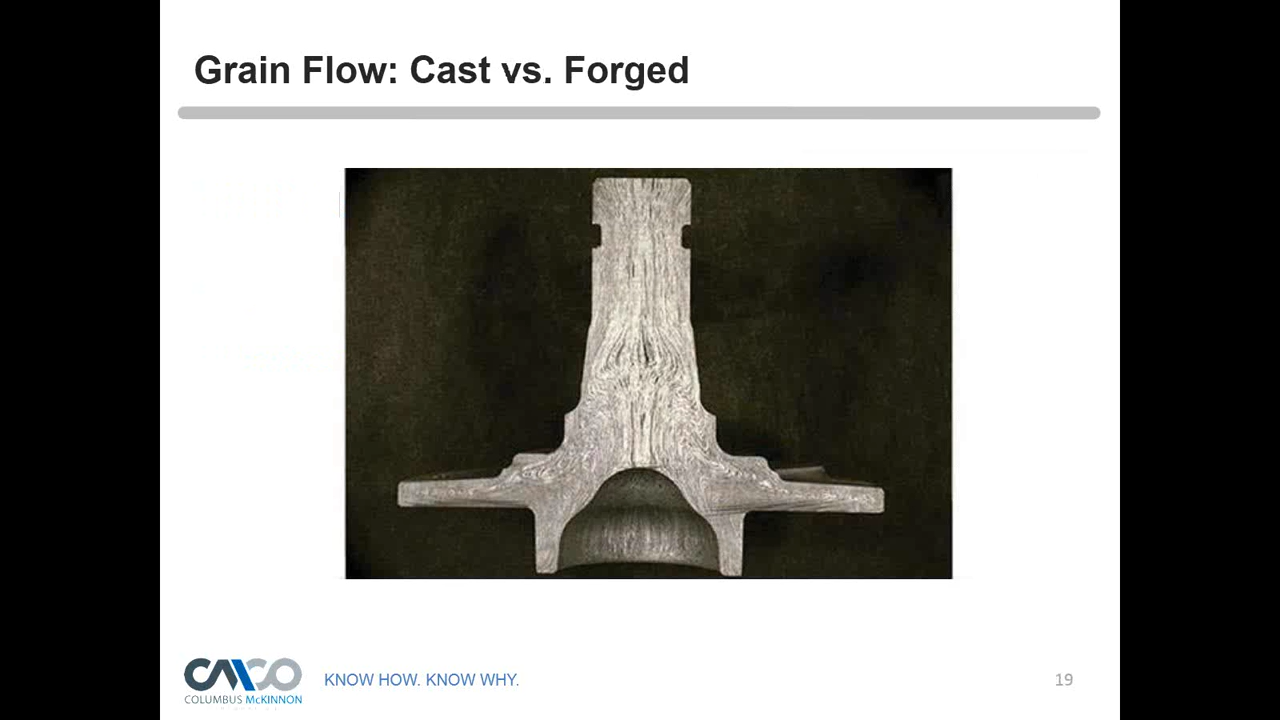 Grain Flow: Cast vs. Forged
CMCO
COLUMBUS McKINNON
KNOW HOW. KNOW WHY.
19